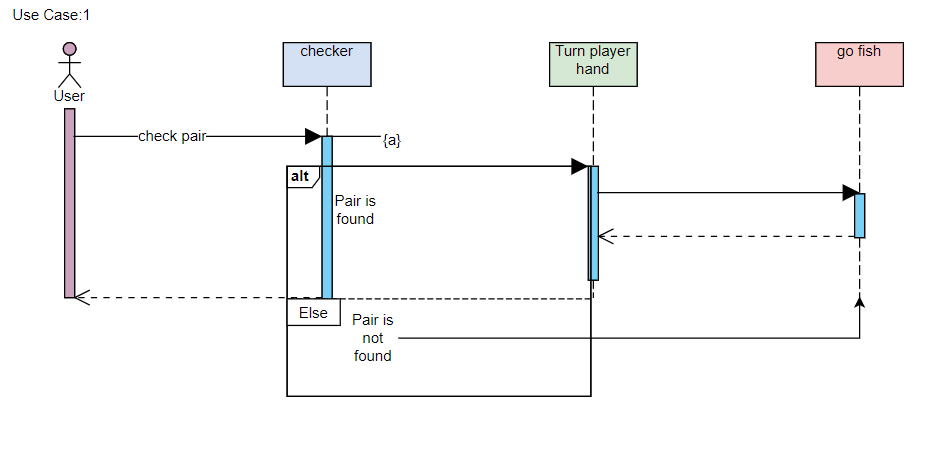 Use Case:1
checker
Turn player
hand
go fish
User
check pair
{a}
alt
Pair is
found
Else
Pair is
not
found